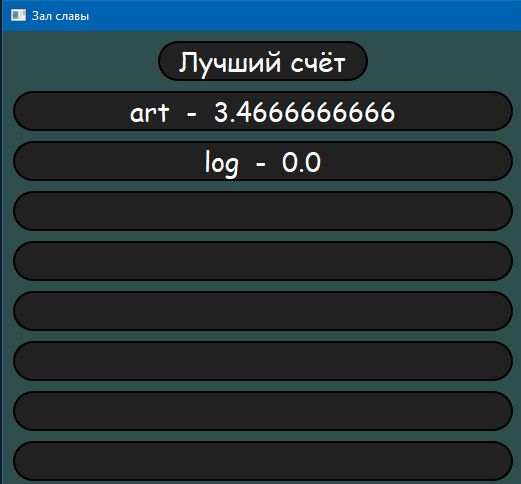 Зал славы
Лучший счёт
art - 3.4666666666
log - 0.0